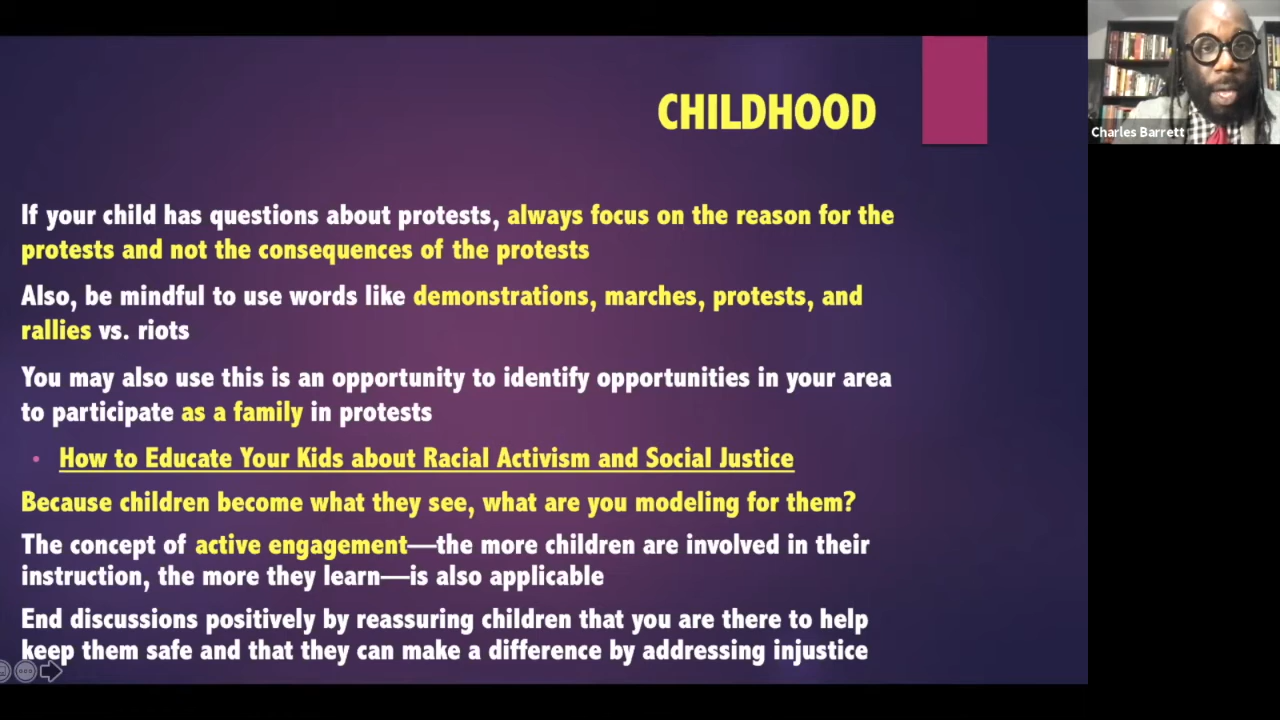 CHILDHOOD
Charles Barrett
If your child has questions about protests, always focus on the reason for the
protests and not the consequences of the protests
Also, be mindful to use words like demonstrations, marches, protests, and
rallies vs. riots
You may also use this is an opportunity to identify opportunities in your area
to participate as a family in protests
• How to Educate Your Kids about Racial Activism and Social Justice
Because children become what they see, what are you modeling for them?
The concept of active engagement—the more children are involved in their
instruction, the more they learn—is also applicable
End discussions positively by reassuring children that you are there to help
keep them safe and that they can make a difference by addressing injustice